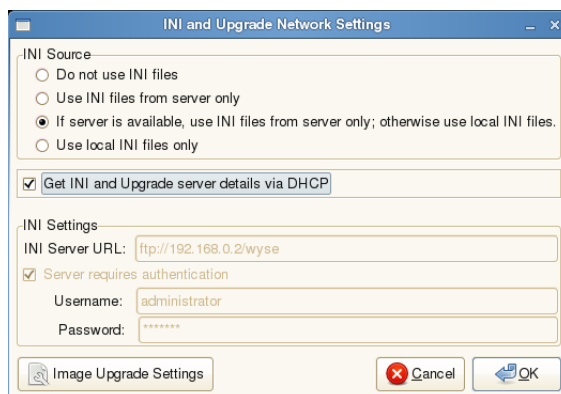 INI and Upgrade Network Settings
INI Source
Do not use INI files
Use INI files from server only
If server is available, use INI files from server only; otherwise use local INI files.
Use local INI files only
Get INI and Upgrade server details via DHCP
INI Settings
INI Server URL: ftp://192.168.0.2/wyse
Server requires authentication
Username: administrator
Password: *******
Image Upgrade Settings Cancel OK